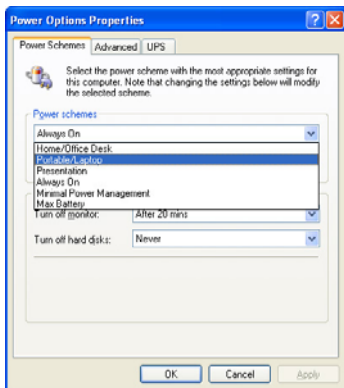 Power Options Properties
Power Schemes Advanced UPS
Select the power scheme with the most appropriate settings for
this computer. Note that changing the settings below will modify
the selected scheme.
Power schemes
Always On
Home/Office Desk
Portable/Laptop
Presentation
Always On
Minimal Power Management
Max Battery
Turn off monitor: After 20 mins
Turn off hard disks: Never
OK Cancel Apply